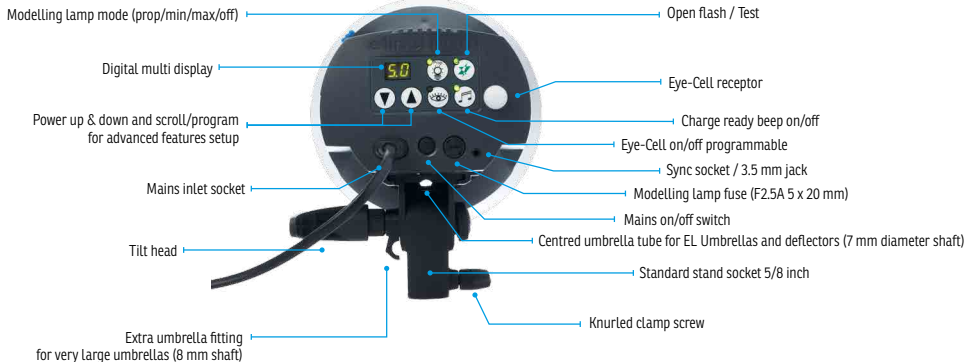 Modelling lamp mode (prop/min/max/off)
Open flash / Test
Digital multi display
5.0
Eye-Cell receptor
Power up & down and scroll/program
for advanced features setup
Charge ready beep on/off
Eye-Cell on/off programmable
Sync socket / 3.5 mm jack
Mains inlet socket
Modelling lamp fuse (F2.5A 5 x 20 mm)
Mains on/off switch
Centred umbrella tube for EL Umbrellas and deflectors (7 mm diameter shaft)
Tilt head
Standard stand socket 5/8 inch
Knurled clamp screw
Extra umbrella fitting
for very large umbrellas (8 mm shaft)